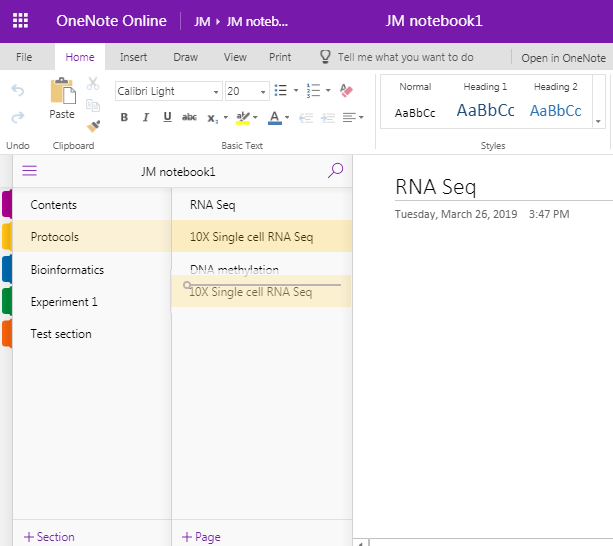 OneNote Online JM ▸ JM noteb... JM notebook1
File Home Insert Draw View Print Tell me what you want to do Open in OneNote
Paste Calibri Light 20 Normal Heading 1 Heading 2
B I U abc x, A AaBbCc AaBbCc AaBbCc
Undo Clipboard Basic Text Styles
JM notebook1
Contents
Protocols
Bioinformatics
Experiment 1
Test section
RNA Seq
10X Single cell RNA Seq
DNA methylation
10X Single cell RNA Seq
+ Section
+ Page
RNA Seq
Tuesday, March 26, 2019 3:47 PM